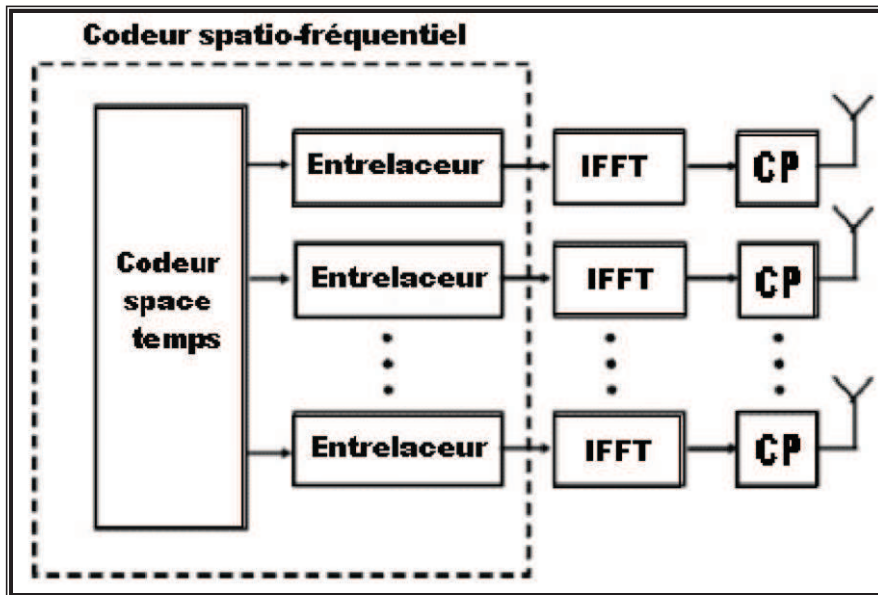 Codeur spatio-fréquentiel
Entrelaceur
IFFT
CP
Codeur
space
temps
Entrelaceur
IFFT
CP
Entrelaceur
IFFT
CP